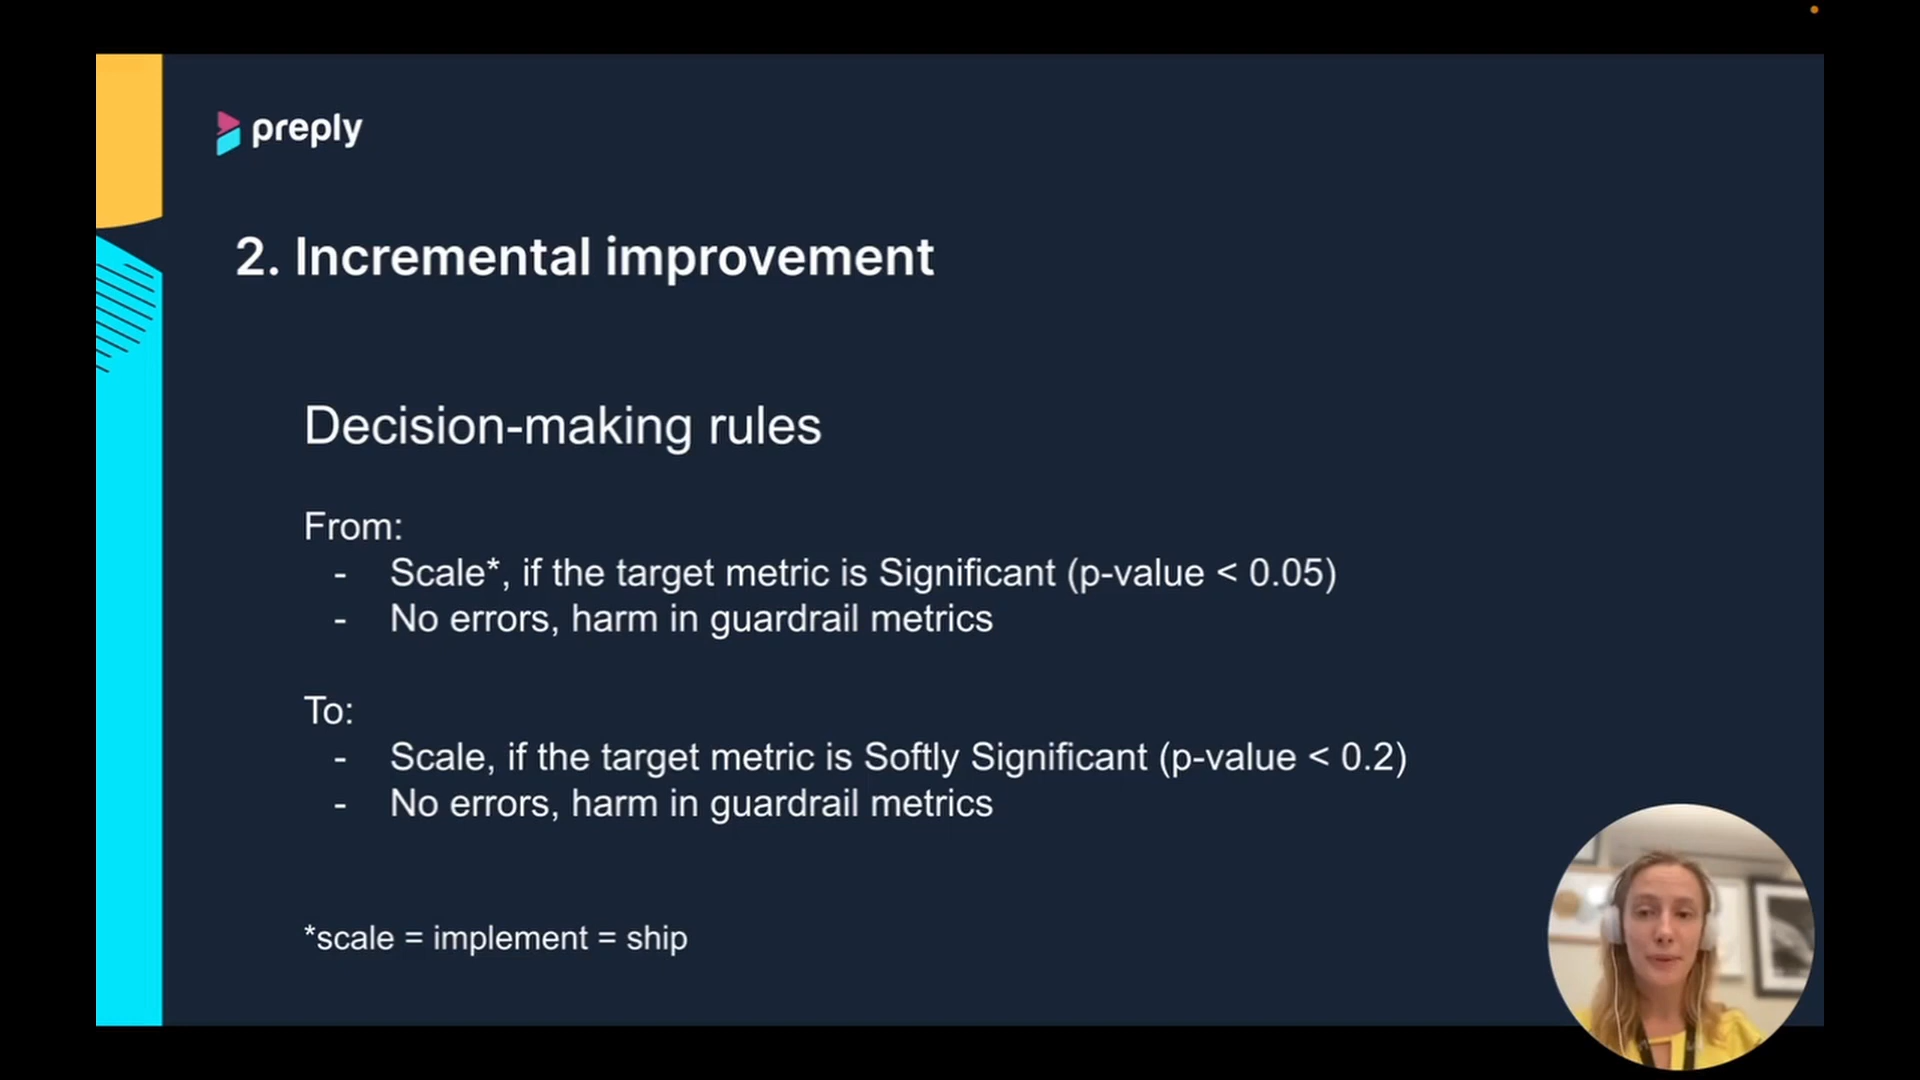 preply
2. Incremental improvement
Decision-making rules
From:
- Scale*, if the target metric is Significant (p-value < 0.05)
- No errors, harm in guardrail metrics
To:
- Scale, if the target metric is Softly Significant (p-value < 0.2)
- No errors, harm in guardrail metrics
*scale = implement = ship